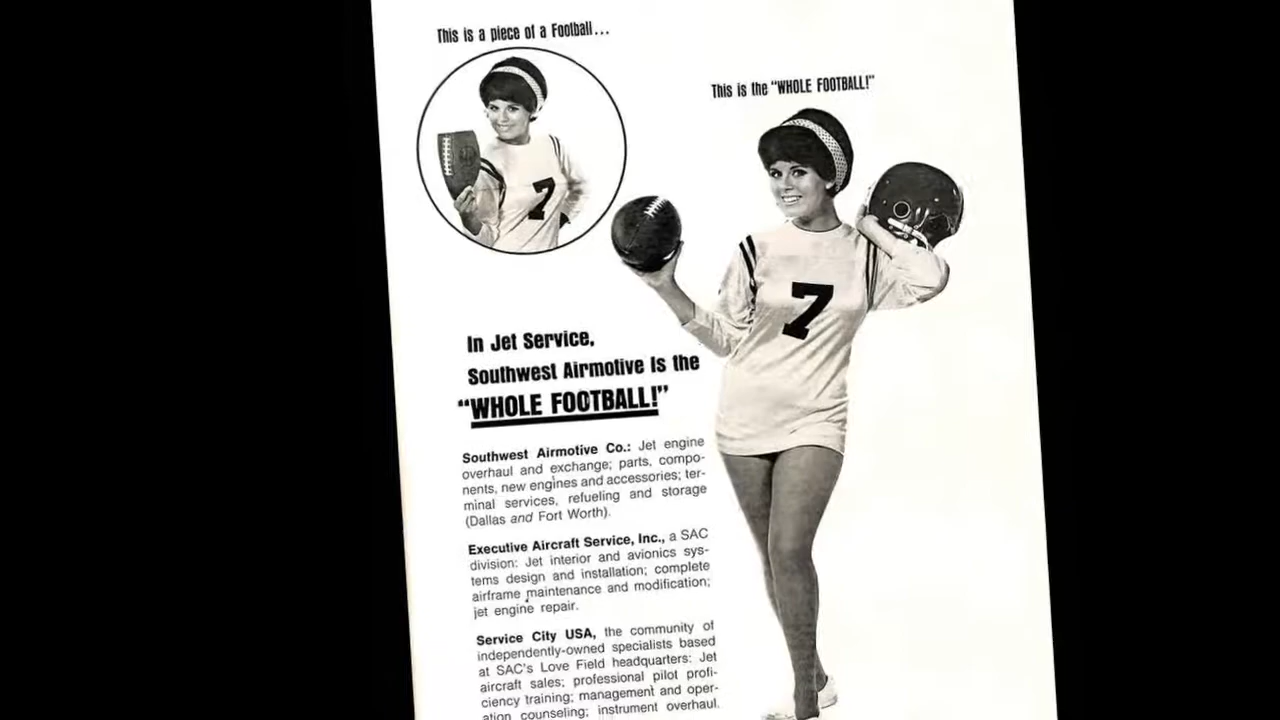 This is a piece of a Football...
This is the "WHOLE FOOTBALL!"
7
7
In Jet Service,
Southwest Airmotive Is the
"WHOLE FOOTBALL!"
Southwest Airmotive Co.: Jet engine
overhaul and exchange; parts, compo-
nents, new engines and accessories; ter-
minal services, refueling and storage
(Dallas and Fort Worth).
Executive Aircraft Service, Inc., a SAC
division: Jet interior and avionics sys-
tems design and installation; complete
airframe maintenance and modification;
jet engine repair.
Service City USA, the community of
independently-owned specialists based
at SAC's Love Field headquarters: Jet
aircraft sales; professional pilot profi-
ciency training; management and oper-
ation counseling; instrument overhaul.